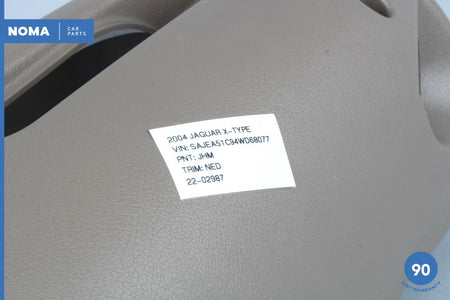 NOMA CAR PARTS
2004 JAGUAR X-TYPE
VIN: SAJEA51C94WD68077
PNT: JHM
TRIM: NED
22-02987
90
DAY WARRANTY